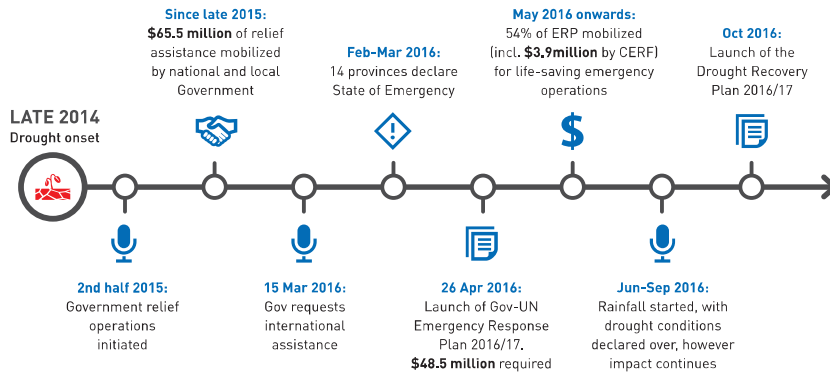 LATE 2014
Drought onset
2nd half 2015:
Government relief
operations
initiated
Since late 2015:
$65.5 million of relief
assistance mobilized
by national and local
Government
15 Mar 2016:
Gov requests
international
assistance
Feb-Mar 2016:
14 provinces declare
State of Emergency
26 Apr 2016:
Launch of Gov-UN
Emergency Response
Plan 2016/17.
$48.5 million required
May 2016 onwards:
54% of ERP mobilized
(incl. $3.9million by CERF)
for life-saving emergency
operations
$
Jun-Sep 2016:
Rainfall started, with
drought conditions
declared over, however
impact continues
Oct 2016:
Launch of the
Drought Recovery
Plan 2016/17